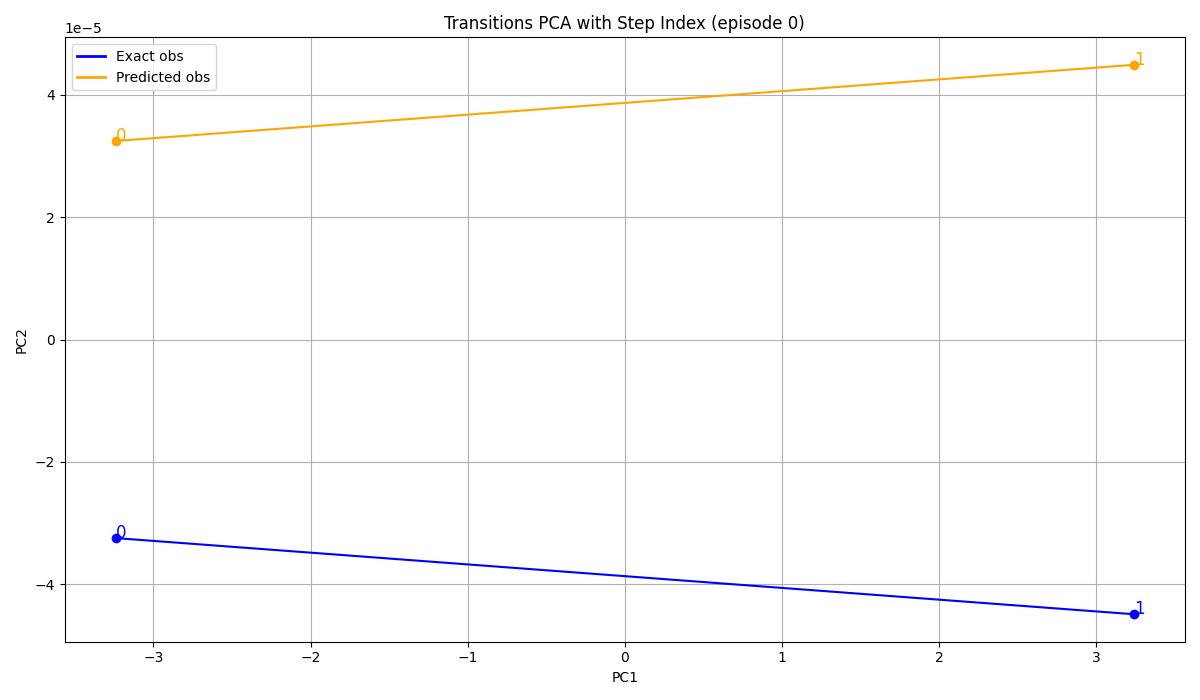 Transitions PCA with Step Index (episode 0)
1e−5
Exact obs
Predicted obs
1
0
0
1
4
2
0
−2
−4
PC2
−3
−2
−1
0
1
2
3
PC1